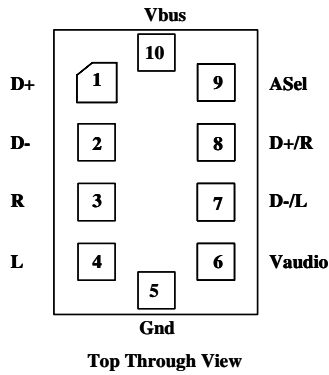 Vbus
10
D+ 1 9 ASel
D- 2 8 D+/R
R 3 7 D-/L
L 4 6 Vaudio
5
Gnd
Top Through View